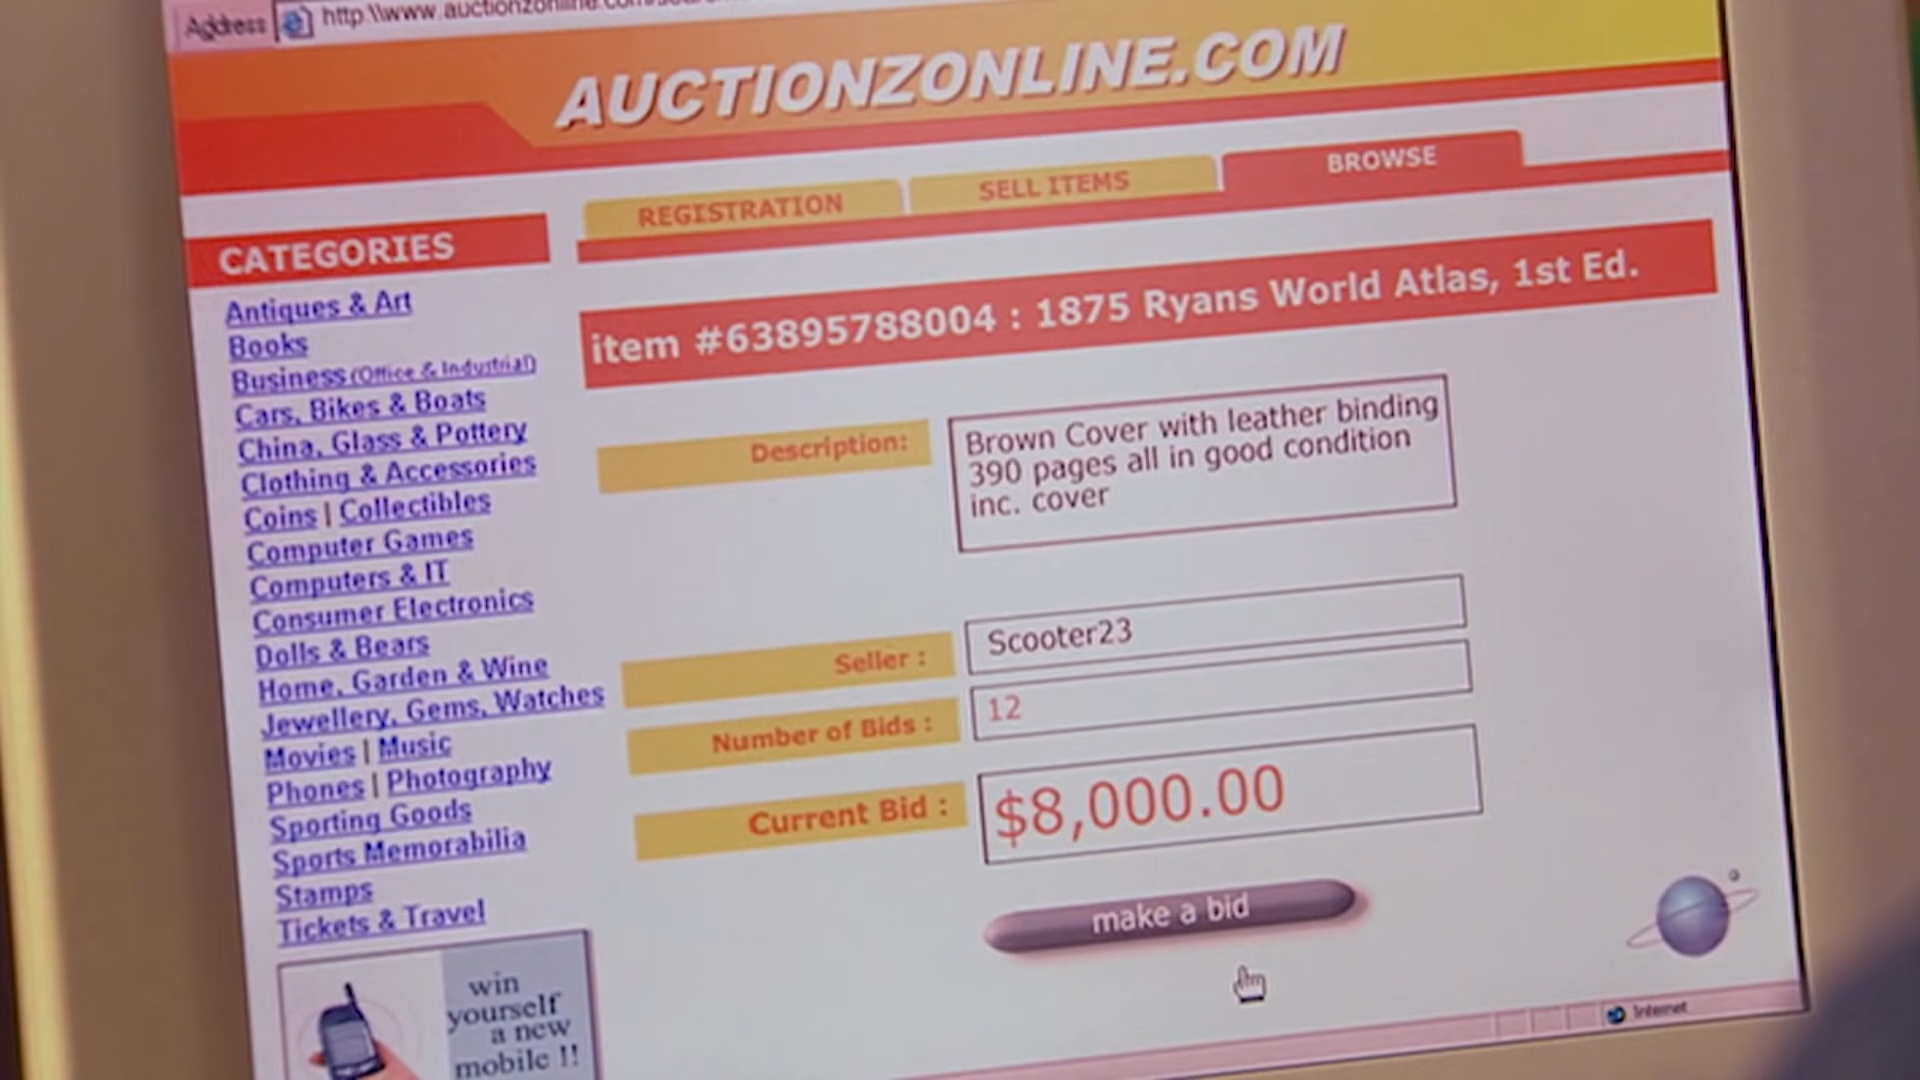 Address http:\\www.auctionzonline.com
AUCTIONZONLINE.COM
REGISTRATION
SELL ITEMS
BROWSE
CATEGORIES
Antiques & Art
Books
Business (Office & Industrial)
Cars, Bikes & Boats
China, Glass & Pottery
Clothing & Accessories
Coins | Collectibles
Computer Games
Computers & IT
Consumer Electronics
Dolls & Bears
Home, Garden & Wine
Jewellery, Gems, Watches
Movies | Music
Phones | Photography
Sporting Goods
Sports Memorabilia
Stamps
Tickets & Travel
win
yourself
a new
mobile !!
item #63895788004 : 1875 Ryans World Atlas, 1st Ed.
Description:
Brown Cover with leather binding
390 pages all in good condition
inc. cover
Seller :
Scooter23
Number of Bids :
12
Current Bid :
$8,000.00
make a bid
Internet